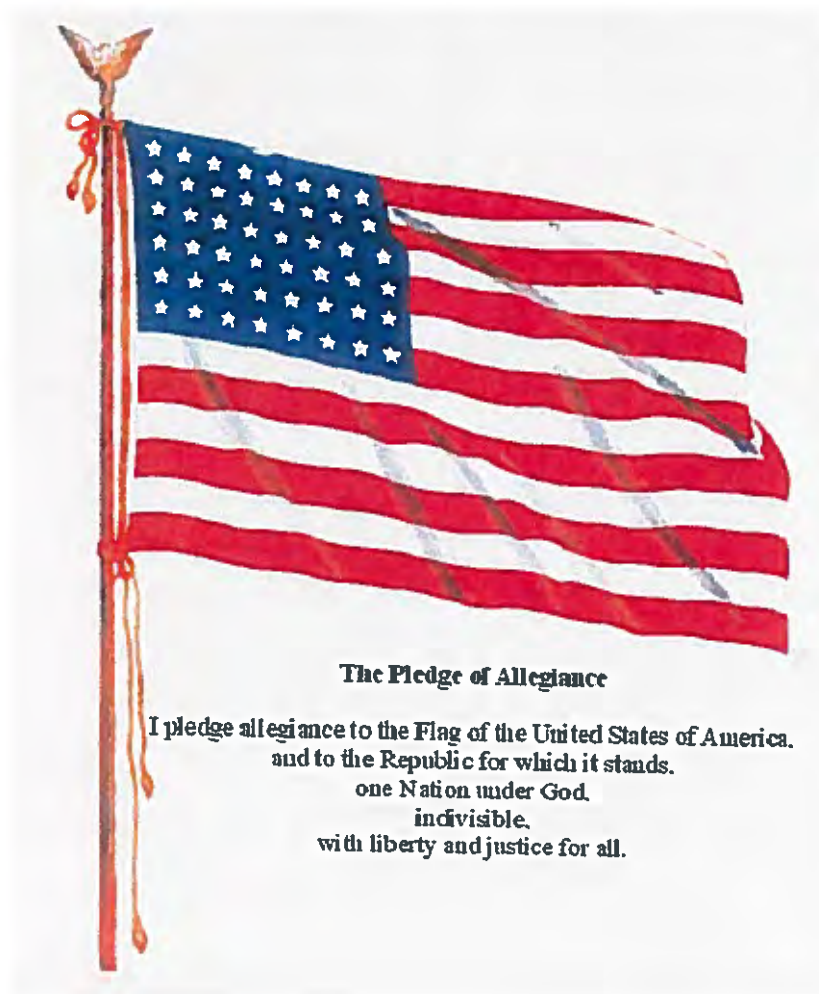 The Pledge of Allegiance
I pledge allegiance to the Flag of the United States of America.
and to the Republic for which it stands.
one Nation under God.
indivisible.
with liberty and justice for all.